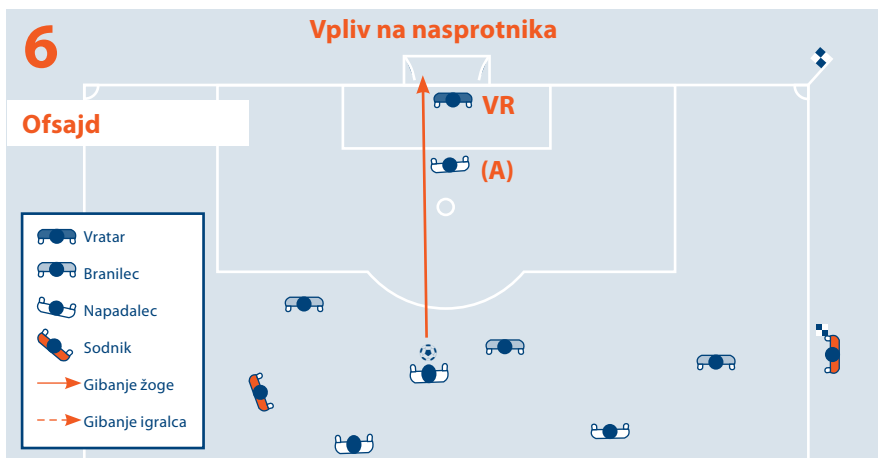 6
Vpliv na nasprotnika
Ofsajd
VR
(A)
Vratar
Branilec
Napadalec
Sodnik
Gibanje žoge
Gibanje igralca